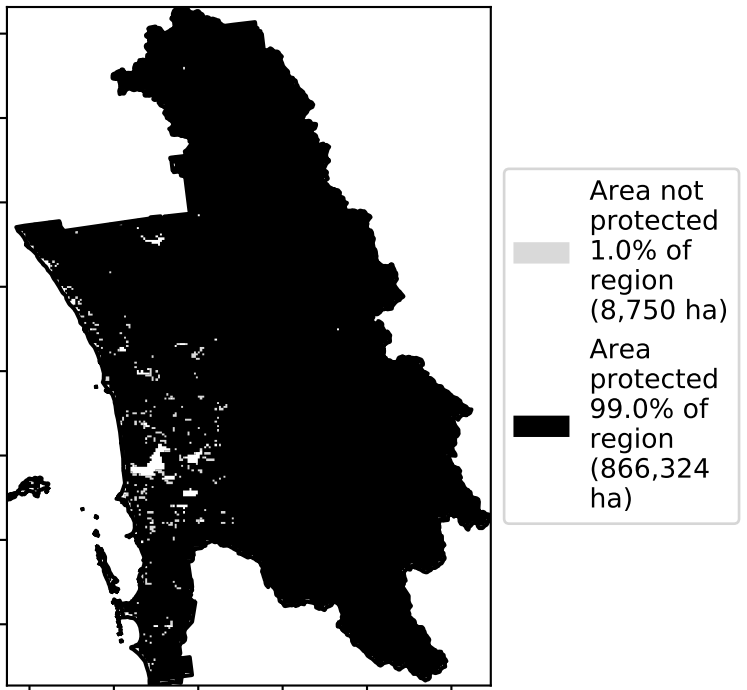 Area not
protected
1.0% of
region
(8,750 ha)
Area
protected
99.0% of
region
(866,324
ha)